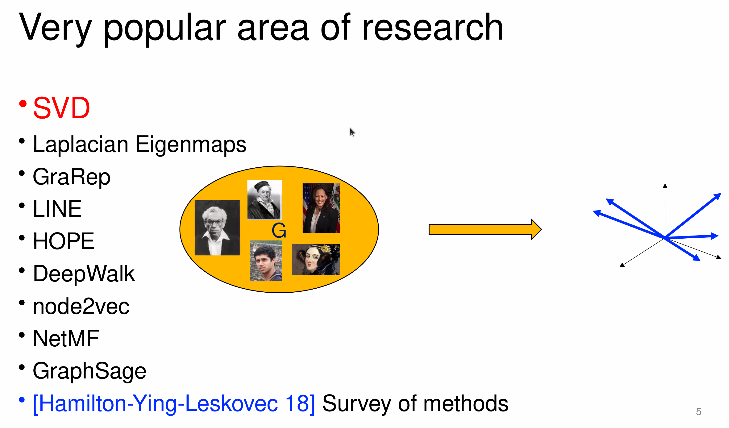 Very popular area of research
• SVD
• Laplacian Eigenmaps
• GraRep
• LINE
• HOPE
• DeepWalk
• node2vec
• NetMF
• GraphSage
• [Hamilton-Ying-Leskovec 18] Survey of methods
G
5